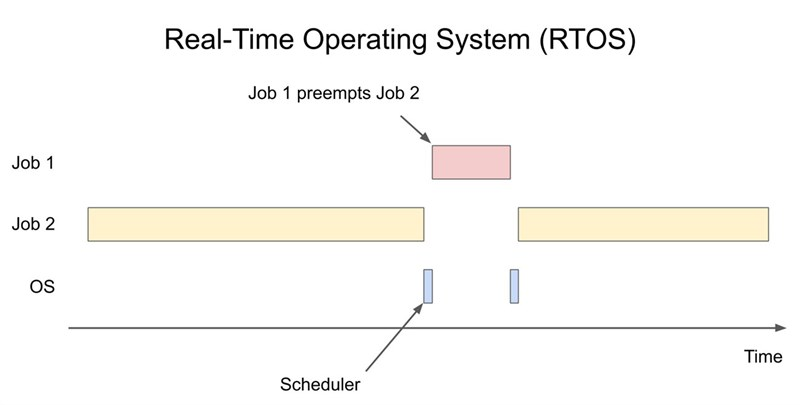 Real-Time Operating System (RTOS)
Job 1 preempts Job 2
Job 1
Job 2
OS
Time
Scheduler